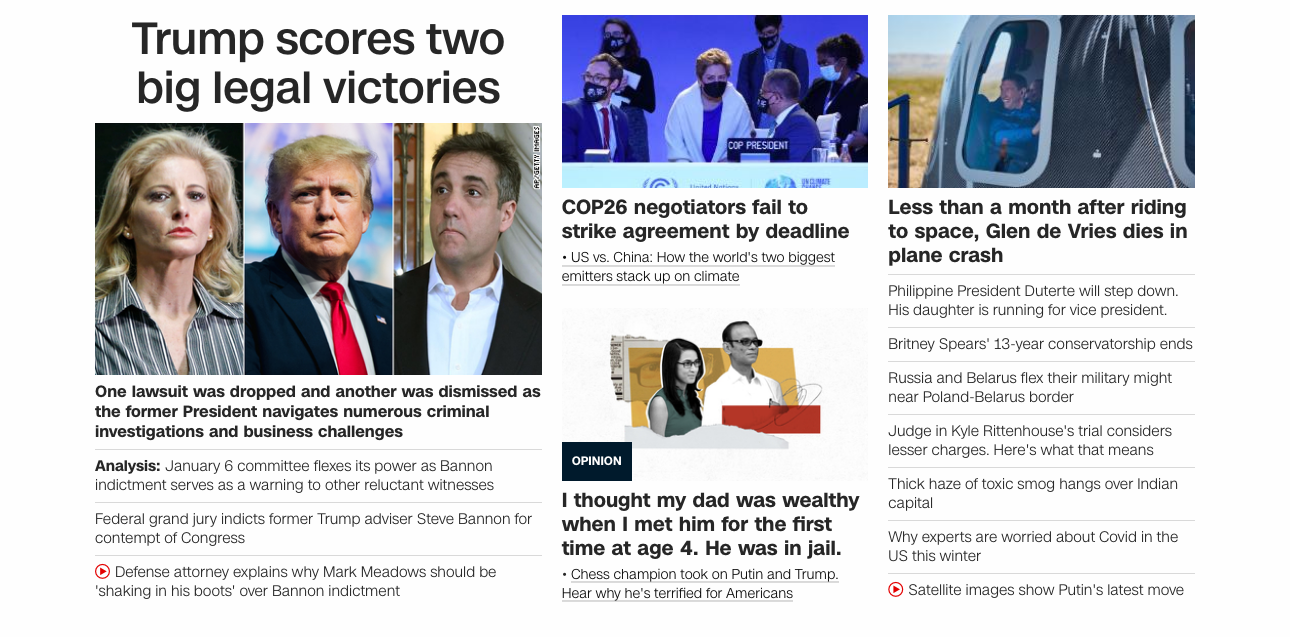 Trump scores two
big legal victories
AP/GETTY IMAGES
One lawsuit was dropped and another was dismissed as
the former President navigates numerous criminal
investigations and business challenges
Analysis: January 6 committee flexes its power as Bannon
indictment serves as a warning to other reluctant witnesses
Federal grand jury indicts former Trump adviser Steve Bannon for
contempt of Congress
Defense attorney explains why Mark Meadows should be
'shaking in his boots' over Bannon indictment
COP PRESIDENT
United Nations
UN CLIMATE
CHANGE
COP26 negotiators fail to
strike agreement by deadline
• US vs. China: How the world's two biggest
emitters stack up on climate
OPINION
I thought my dad was wealthy
when I met him for the first
time at age 4. He was in jail.
• Chess champion took on Putin and Trump.
Hear why he's terrified for Americans
Less than a month after riding
to space, Glen de Vries dies in
plane crash
Philippine President Duterte will step down.
His daughter is running for vice president.
Britney Spears' 13-year conservatorship ends
Russia and Belarus flex their military might
near Poland-Belarus border
Judge in Kyle Rittenhouse's trial considers
lesser charges. Here's what that means
Thick haze of toxic smog hangs over Indian
capital
Why experts are worried about Covid in the
US this winter
Satellite images show Putin's latest move